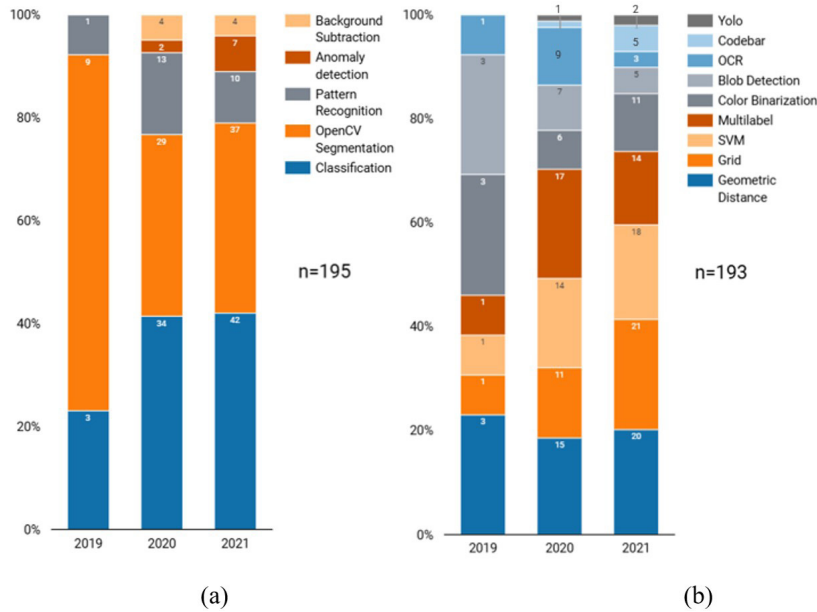 100%
80%
60%
40%
20%
0%
1
9
3
4
2
13
29
34
4
7
10
37
42
2019
2020
2021
Background
Subtraction
Anomaly
detection
Pattern
Recognition
OpenCV
Segmentation
Classification
n=195
(a)
100%
80%
60%
40%
20%
0%
1
3
3
1
1
1
3
1
9
7
6
17
14
11
15
2
5
3
5
11
14
18
21
20
2019
2020
2021
Yolo
Codebar
OCR
Blob Detection
Color Binarization
Multilabel
SVM
Grid
Geometric
Distance
n=193
(b)